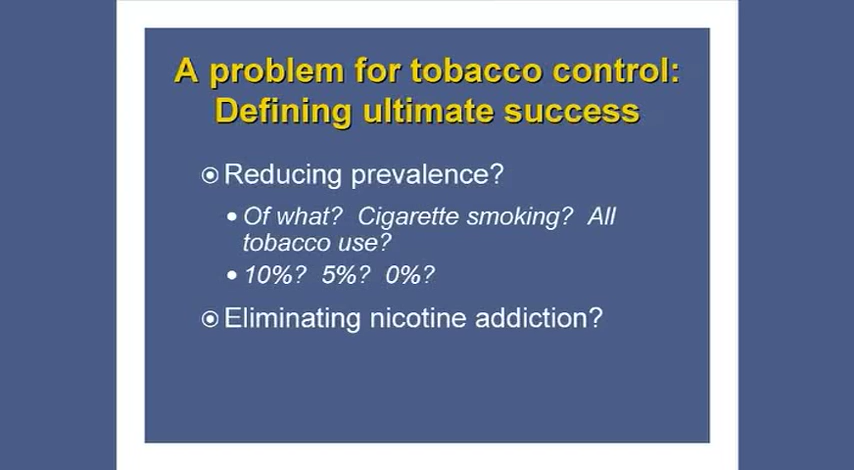 A problem for tobacco control:
Defining ultimate success
Reducing prevalence?
Of what? Cigarette smoking? All
tobacco use?
10%? 5%? 0%?
Eliminating nicotine addiction?